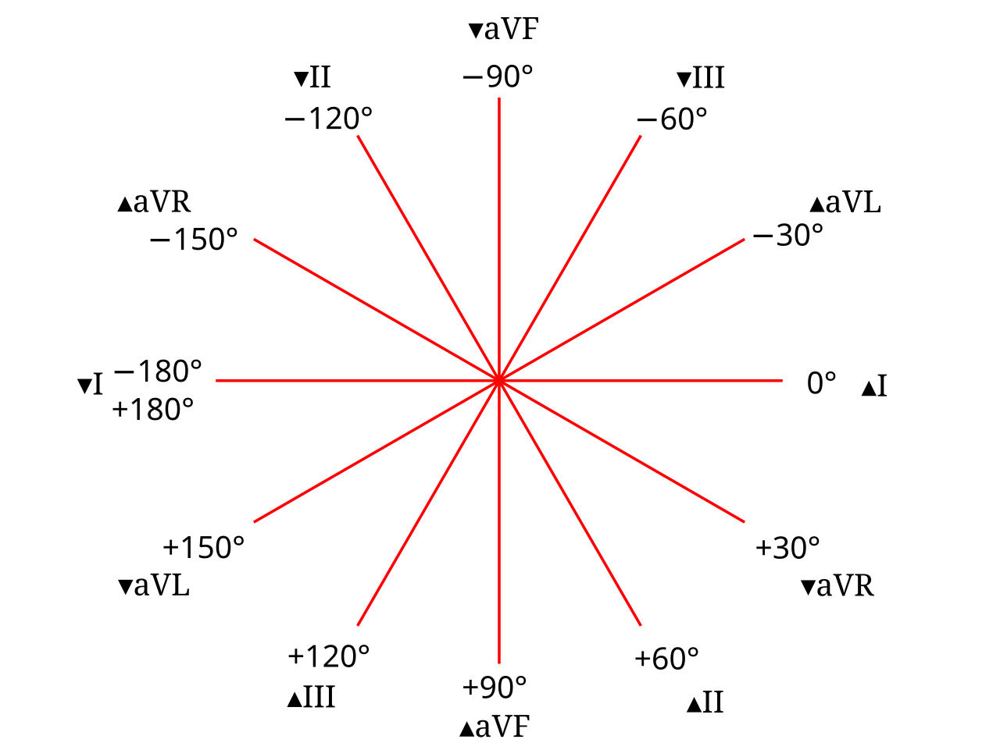 ▼aVF
−90°
▼II
−120°
▼III
−60°
▲aVR
−150°
▲aVL
−30°
▼I −180°
+180°
0° ▲I
+150°
▼aVL
+30°
▼aVR
+120°
▲III
+90°
▲aVF
+60°
▲II